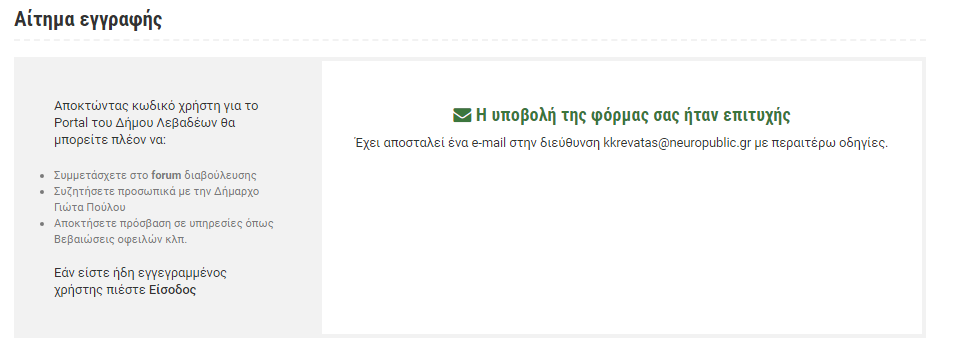 Αίτημα εγγραφής
Αποκτώντας κωδικό χρήστη για το
Portal του Δήμου Λεβαδέων θα
μπορείτε πλέον να:
Συμμετάσχετε στο forum διαβούλευσης
Συζητήσετε προσωπικά με την Δήμαρχο
Γιώτα Πούλου
Αποκτήσετε πρόσβαση σε υπηρεσίες όπως
Βεβαιώσεις οφειλών κλπ.
Εάν είστε ήδη εγγεγραμμένος
χρήστης πιέστε Είσοδος
Η υποβολή της φόρμας σας ήταν επιτυχής
Έχει αποσταλεί ένα e-mail στην διεύθυνση kkrevatas@neuropublic.gr με περαιτέρω οδηγίες.